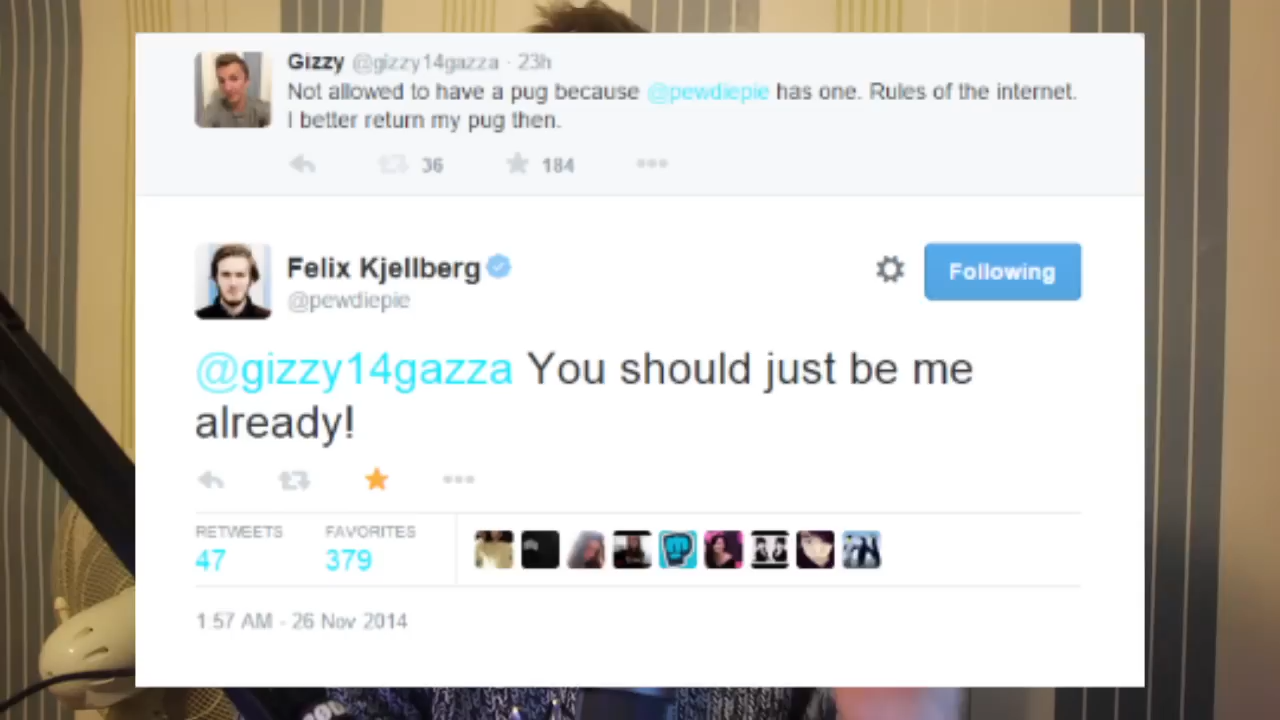 Gizzy @gizzy14gazza · 23h
Not allowed to have a pug because @pewdiepie has one. Rules of the internet.
I better return my pug then.
36 184
Felix Kjellberg
Following
@pewdiepie
@gizzy14gazza You should just be me
already!
RETWEETS FAVORITES
47 379
1:57 AM - 26 Nov 2014